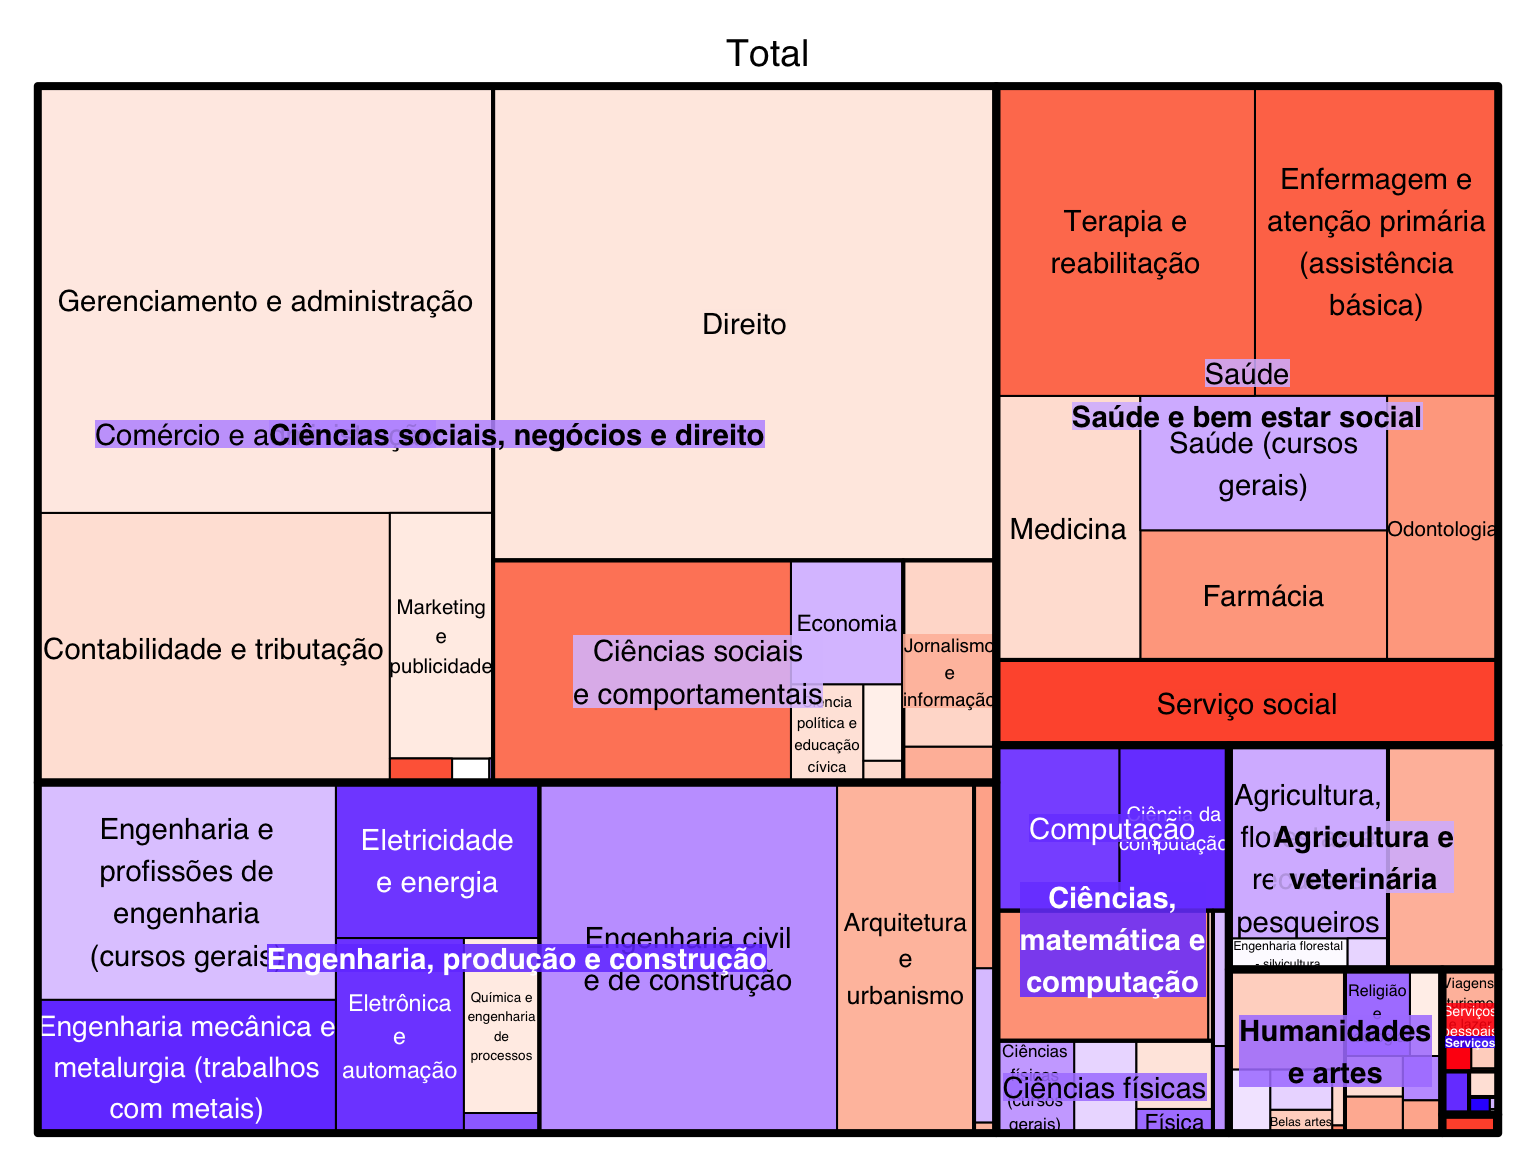 Total
Gerenciamento e administração
Direito
Comércio e a
Ciências sociais, negócios e direito
Contabilidade e tributação
Marketing
e
publicidade
Ciências sociais
e comportamentais
Economia
política e
educação
cívica
Jornalismo
e
informação
Terapia e
reabilitação
Enfermagem e
atenção primária
(assistência
básica)
Saúde
Saúde e bem estar social
Saúde (cursos
gerais)
Medicina
Odontologia
Farmácia
Serviço social
Engenharia e
profissões de
engenharia
(cursos gerais
Eletricidade
e energia
Engenharia, produção e construção
Engenharia mecânica e
metalurgia (trabalhos
com metais)
Eletrônica
e
automação
Química e
engenharia
de
processos
Engenharia civil
e de construção
Arquitetura
e
urbanismo
Computação
Ciência da
computação
Ciências,
matemática e
computação
Ciências
físicas
(cursos
gerais)
Ciências físicas
Física
Agricultura,
pesqueiros
Agricultura e
veterinária
Engenharia florestal
- silvicultura
Religião
e
Humanidades
e artes
Belas artes
Viagens,
turismo
e lazer
Serviços
pessoais
Serviços